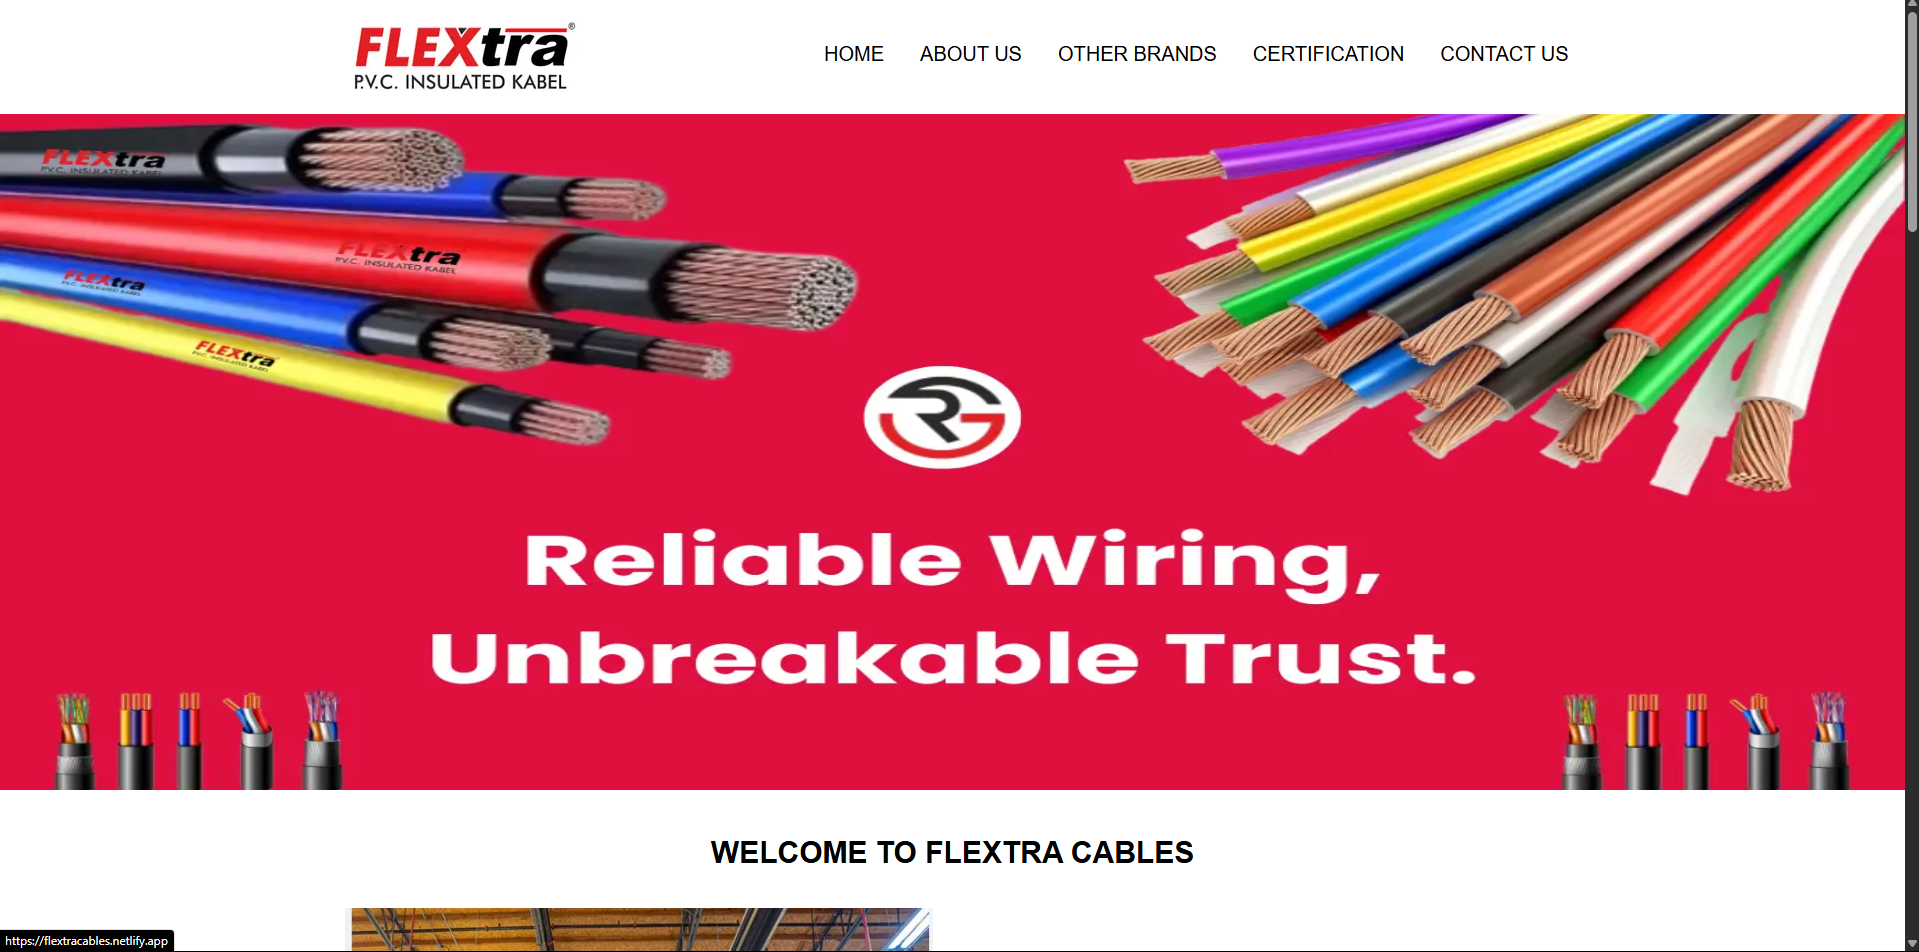 FLEXtra®
P.V.C. INSULATED KABEL
HOME ABOUT US OTHER BRANDS CERTIFICATION CONTACT US
FLEXtra
P.V.C. INSULATED KABEL
FLEXtra
P.V.C. INSULATED KABEL
FLEXtra
P.V.C. INSULATED KABEL
FLEXtra
P.V.C. INSULATED KABEL
RG
Reliable Wiring,
Unbreakable Trust.
WELCOME TO FLEXTRA CABLES
https://flextracables.netlify.app